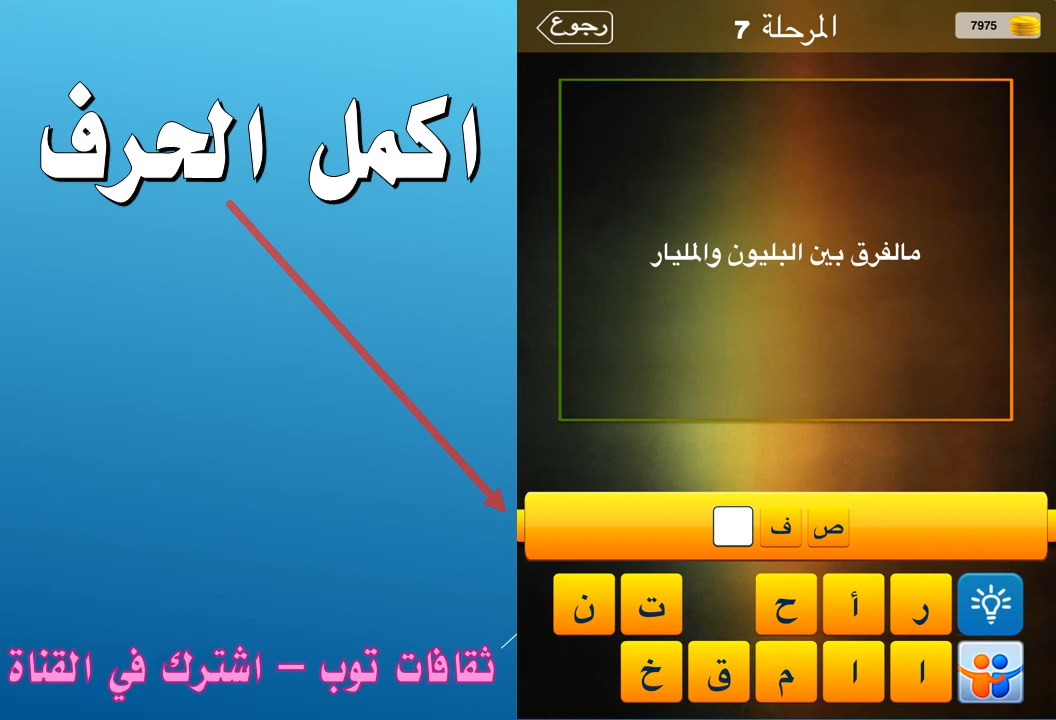 رجوع
المرحلة 7
7975
اكمل الحرف
مالفرق بين البليون والمليار
ص ف
ر أ ح ت ن
ا ا م ق خ
ثقافات توب – اشترك في القناة